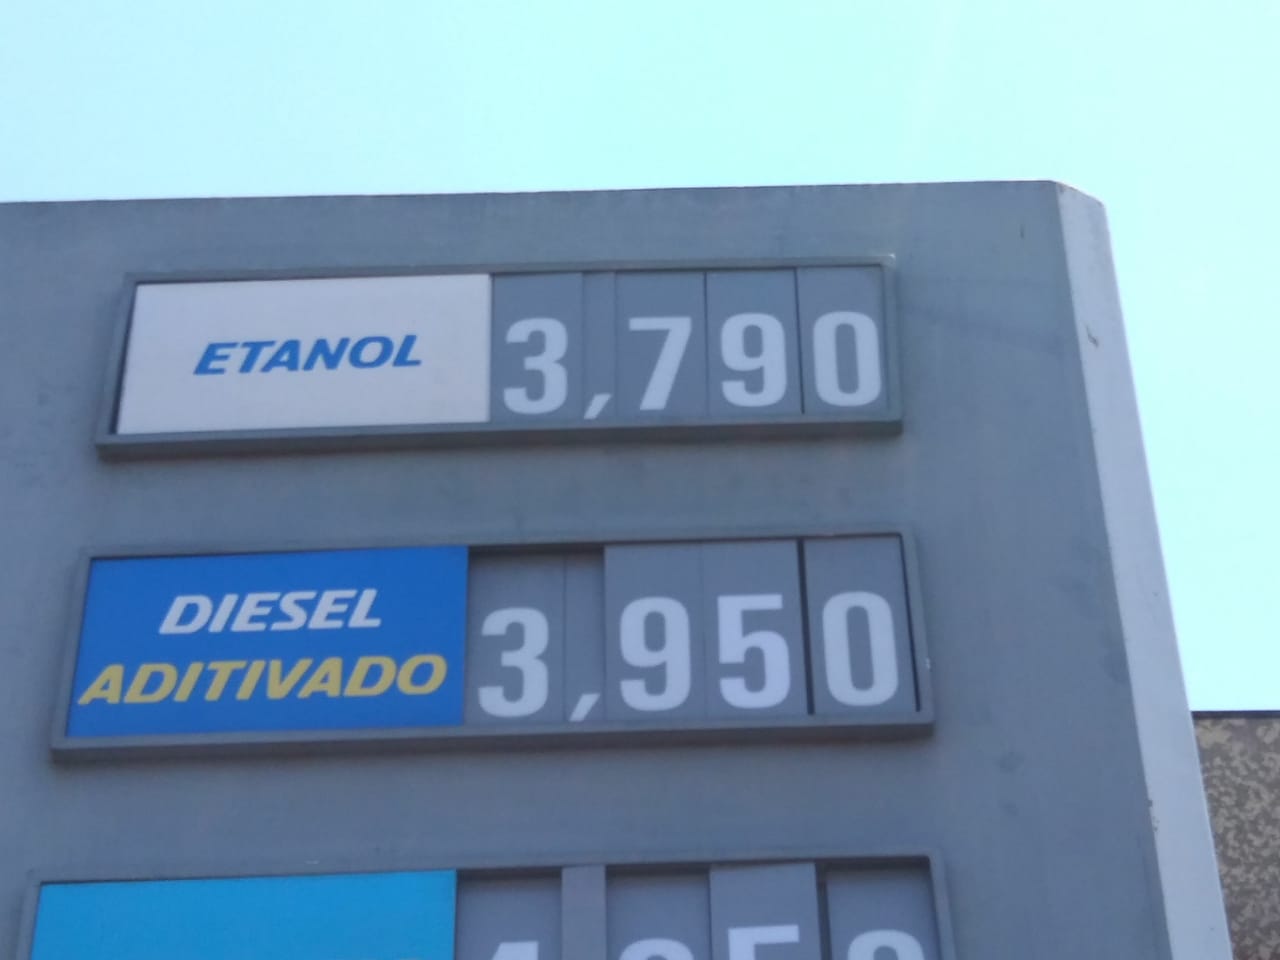 ETANOL 3,790
DIESEL
ADITIVADO 3,950